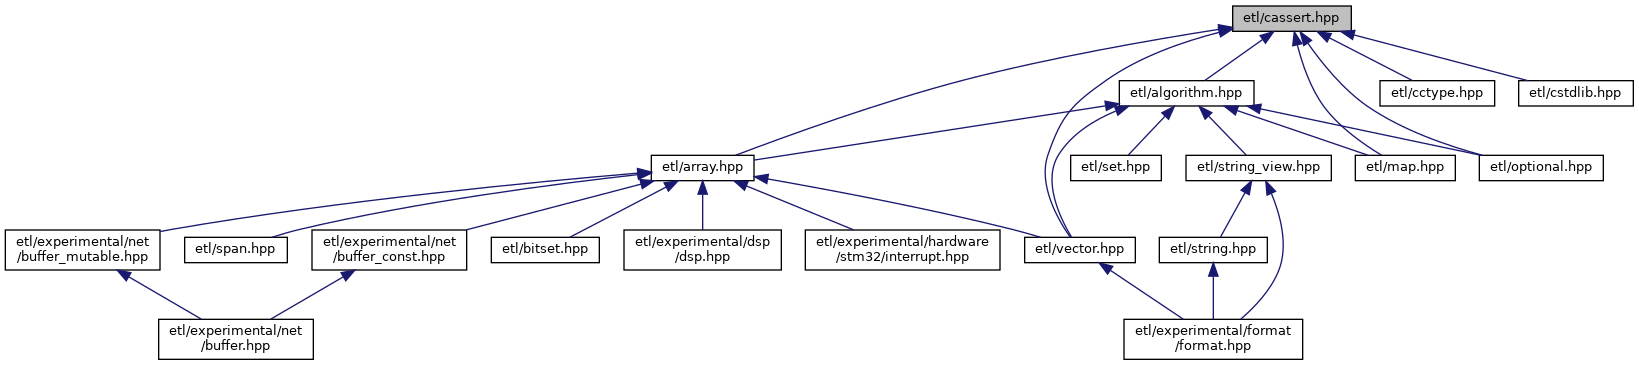 etl/cassert.hpp
etl/algorithm.hpp
etl/cctype.hpp
etl/cstdlib.hpp
etl/array.hpp
etl/set.hpp
etl/string_view.hpp
etl/map.hpp
etl/optional.hpp
etl/experimental/net
/buffer_mutable.hpp
etl/span.hpp
etl/experimental/net
/buffer_const.hpp
etl/bitset.hpp
etl/experimental/dsp
/dsp.hpp
etl/experimental/hardware
/stm32/interrupt.hpp
etl/vector.hpp
etl/string.hpp
etl/experimental/net
/buffer.hpp
etl/experimental/format
/format.hpp